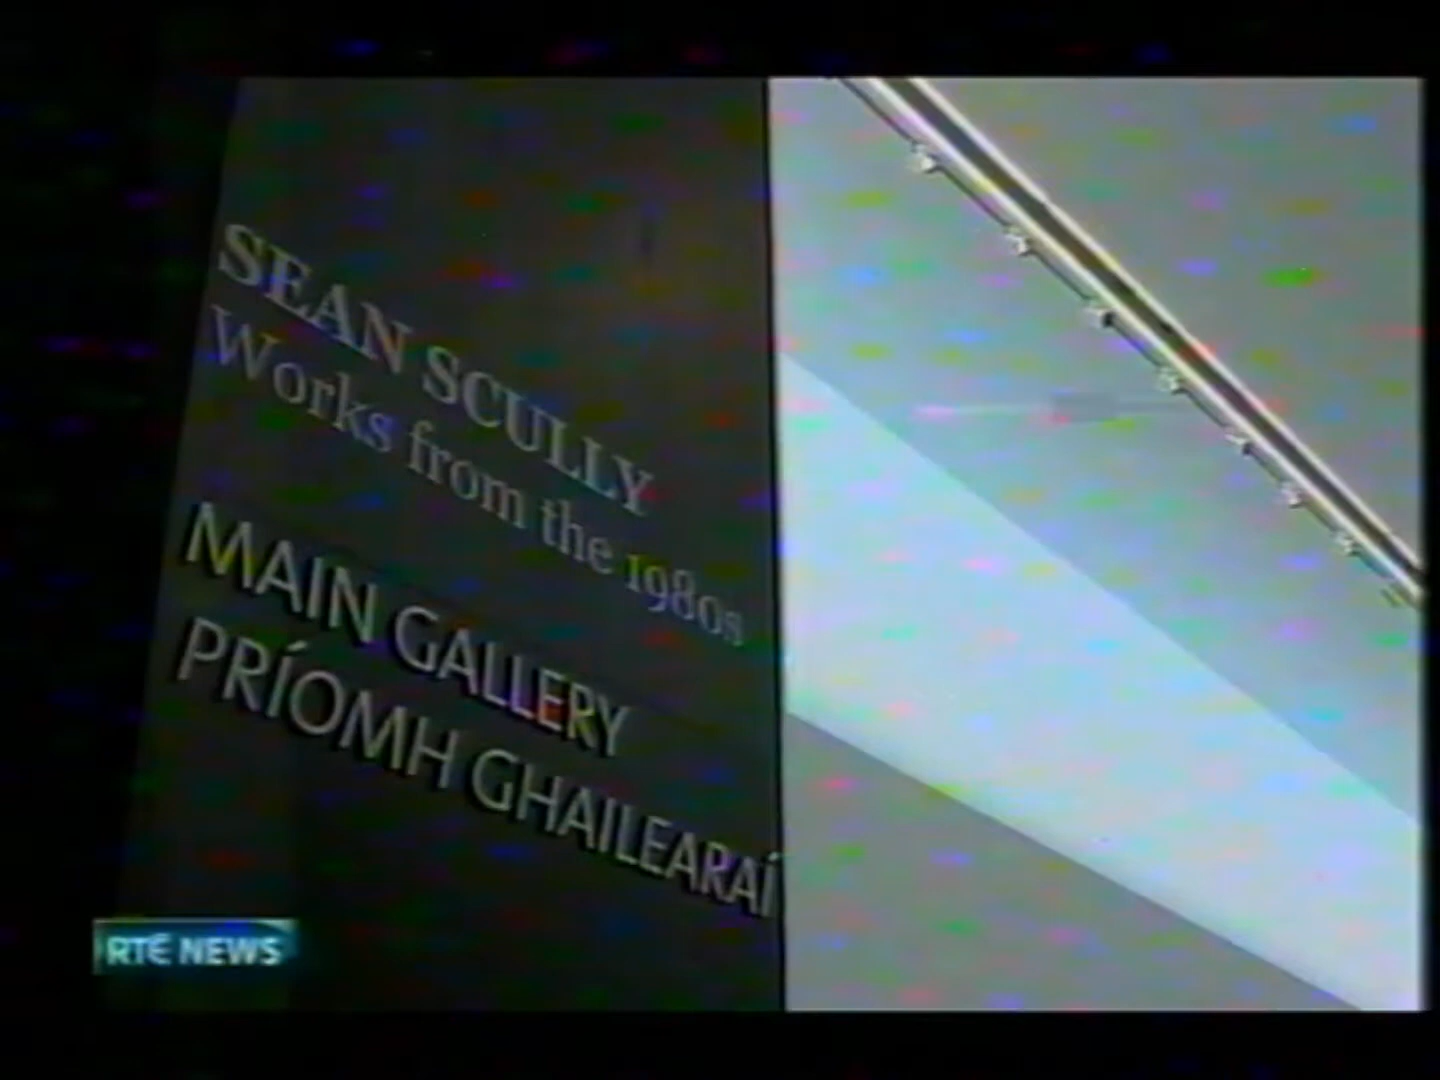 SEAN SCULLY
Works from the 1980s
MAIN GALLERY
PRÍOMH GHAILEARAÍ
RTÉ NEWS